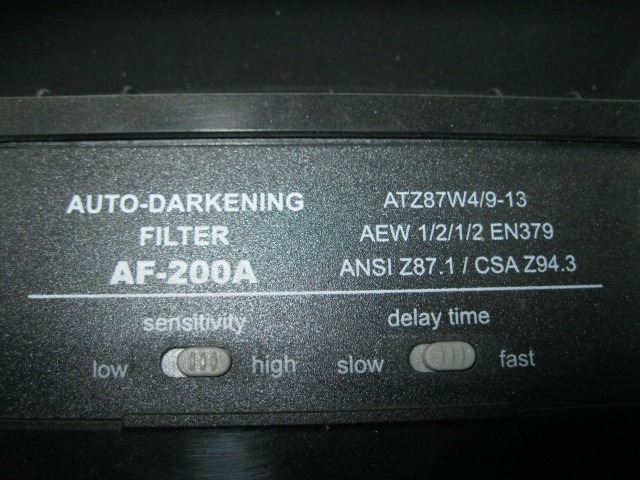 AUTO-DARKENING
FILTER
AF-200A
ATZ87W4/9-13
AEW 1/2/1/2 EN379
ANSI Z87.1 / CSA Z94.3
sensitivity
low high
delay time
slow fast